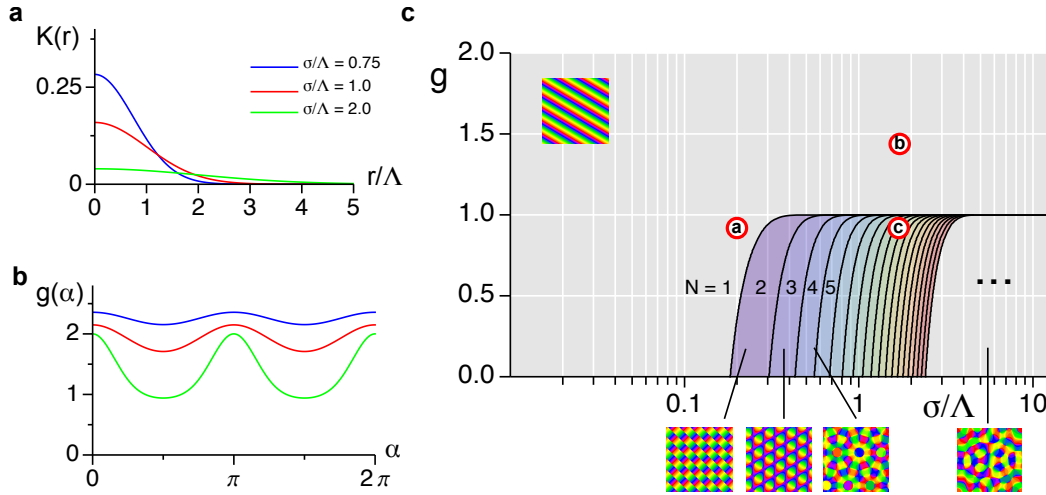 a
K(r)
0.25
0
σ/Λ = 0.75
σ/Λ = 1.0
σ/Λ = 2.0
0 1 2 3 4 5
r/Λ
b
g(α)
2
1
0
0 π 2 π
α
c
g
2.0
1.5
1.0
0.5
0.0
b
a
c
N = 1 2 3 4 5
...
0.1 1 σ/Λ 10